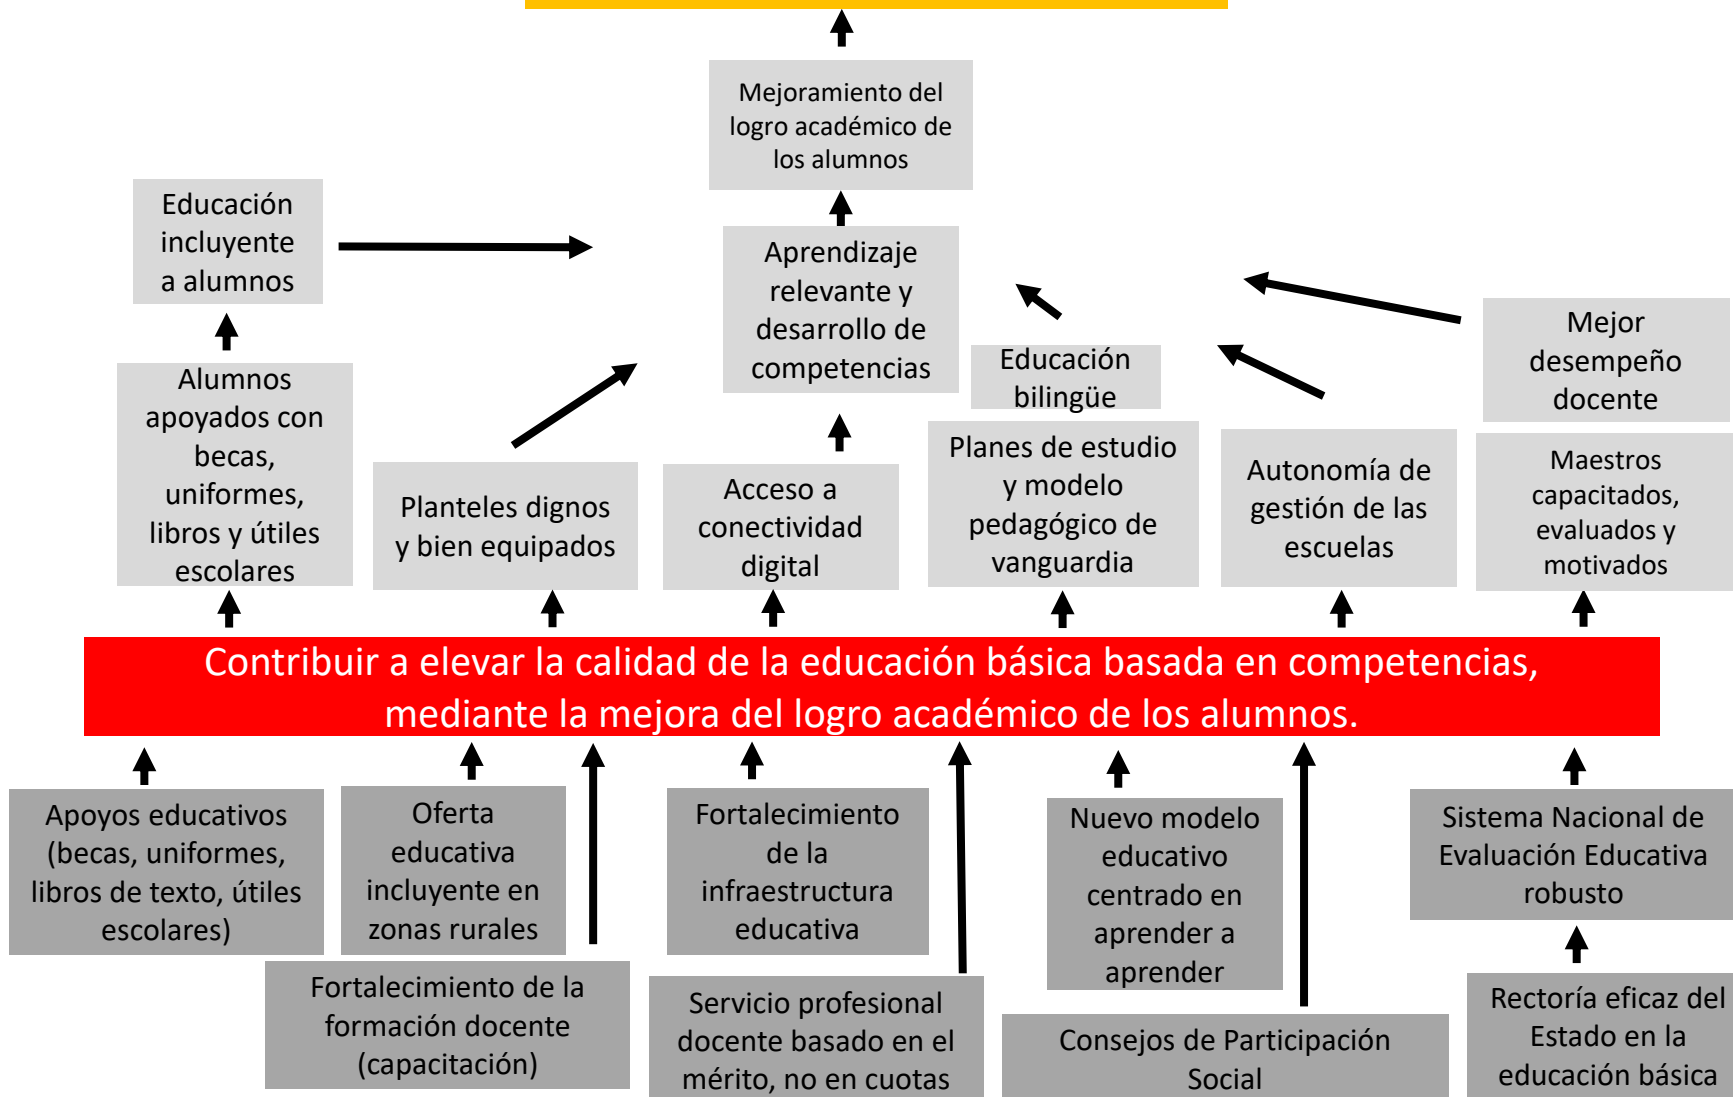 Mejoramiento del
logro académico de
los alumnos
Educación
incluyente
a alumnos
Aprendizaje
relevante y
desarrollo de
competencias
Mejor
desempeño
docente
Educación
bilingüe
Alumnos
apoyados con
becas,
uniformes,
libros y útiles
escolares
Planteles dignos
y bien equipados
Acceso a
conectividad
digital
Planes de estudio
y modelo
pedagógico de
vanguardia
Autonomía de
gestión de las
escuelas
Maestros
capacitados,
evaluados y
motivados
Contribuir a elevar la calidad de la educación básica basada en competencias,
mediante la mejora del logro académico de los alumnos.
Apoyos educativos
(becas, uniformes,
libros de texto, útiles
escolares)
Oferta
educativa
incluyente en
zonas rurales
Fortalecimiento
de la
infraestructura
educativa
Nuevo modelo
educativo
centrado en
aprender a
aprender
Sistema Nacional de
Evaluación Educativa
robusto
Fortalecimiento de la
formación docente
(capacitación)
Servicio profesional
docente basado en el
mérito, no en cuotas
Consejos de Participación
Social
Rectoría eficaz del
Estado en la
educación básica